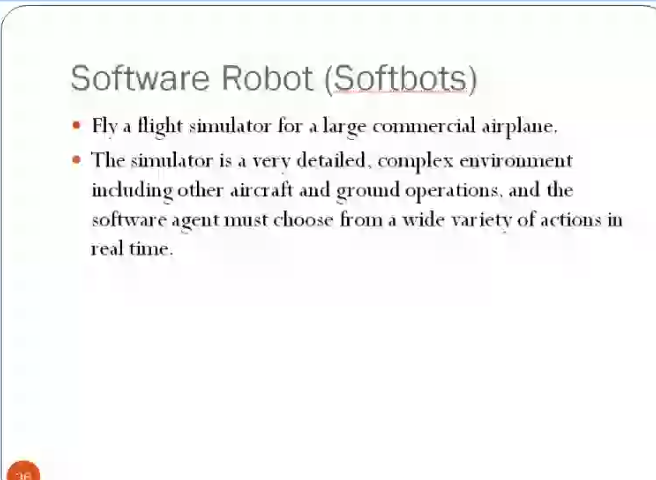 Software Robot (Softbots)
• Fly a flight simulator for a large commercial airplane.
• The simulator is a very detailed, complex environment
including other aircraft and ground operations, and the
software agent must choose from a wide variety of actions in
real time.